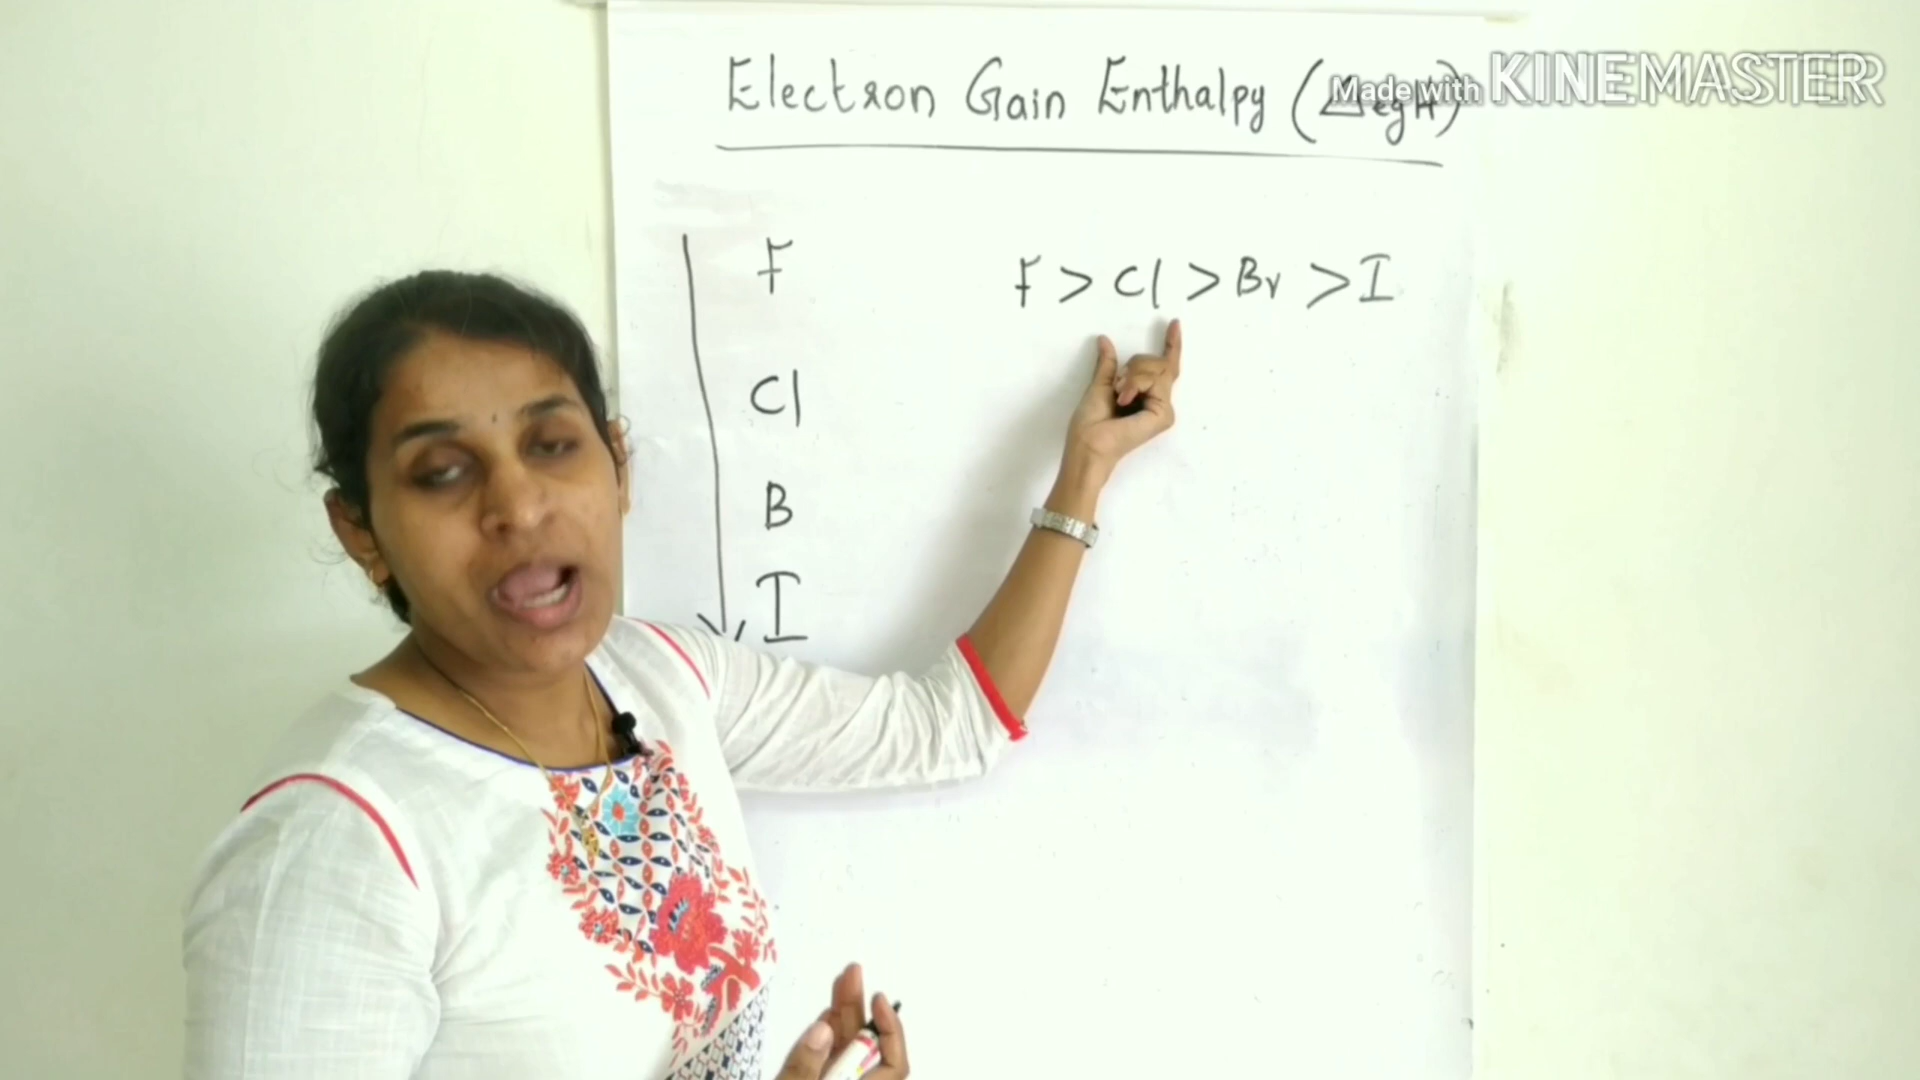 Electron Gain Enthalpy (ΔegH)
Made with KINEMASTER
F
F > Cl > Br > I
Cl
B
I